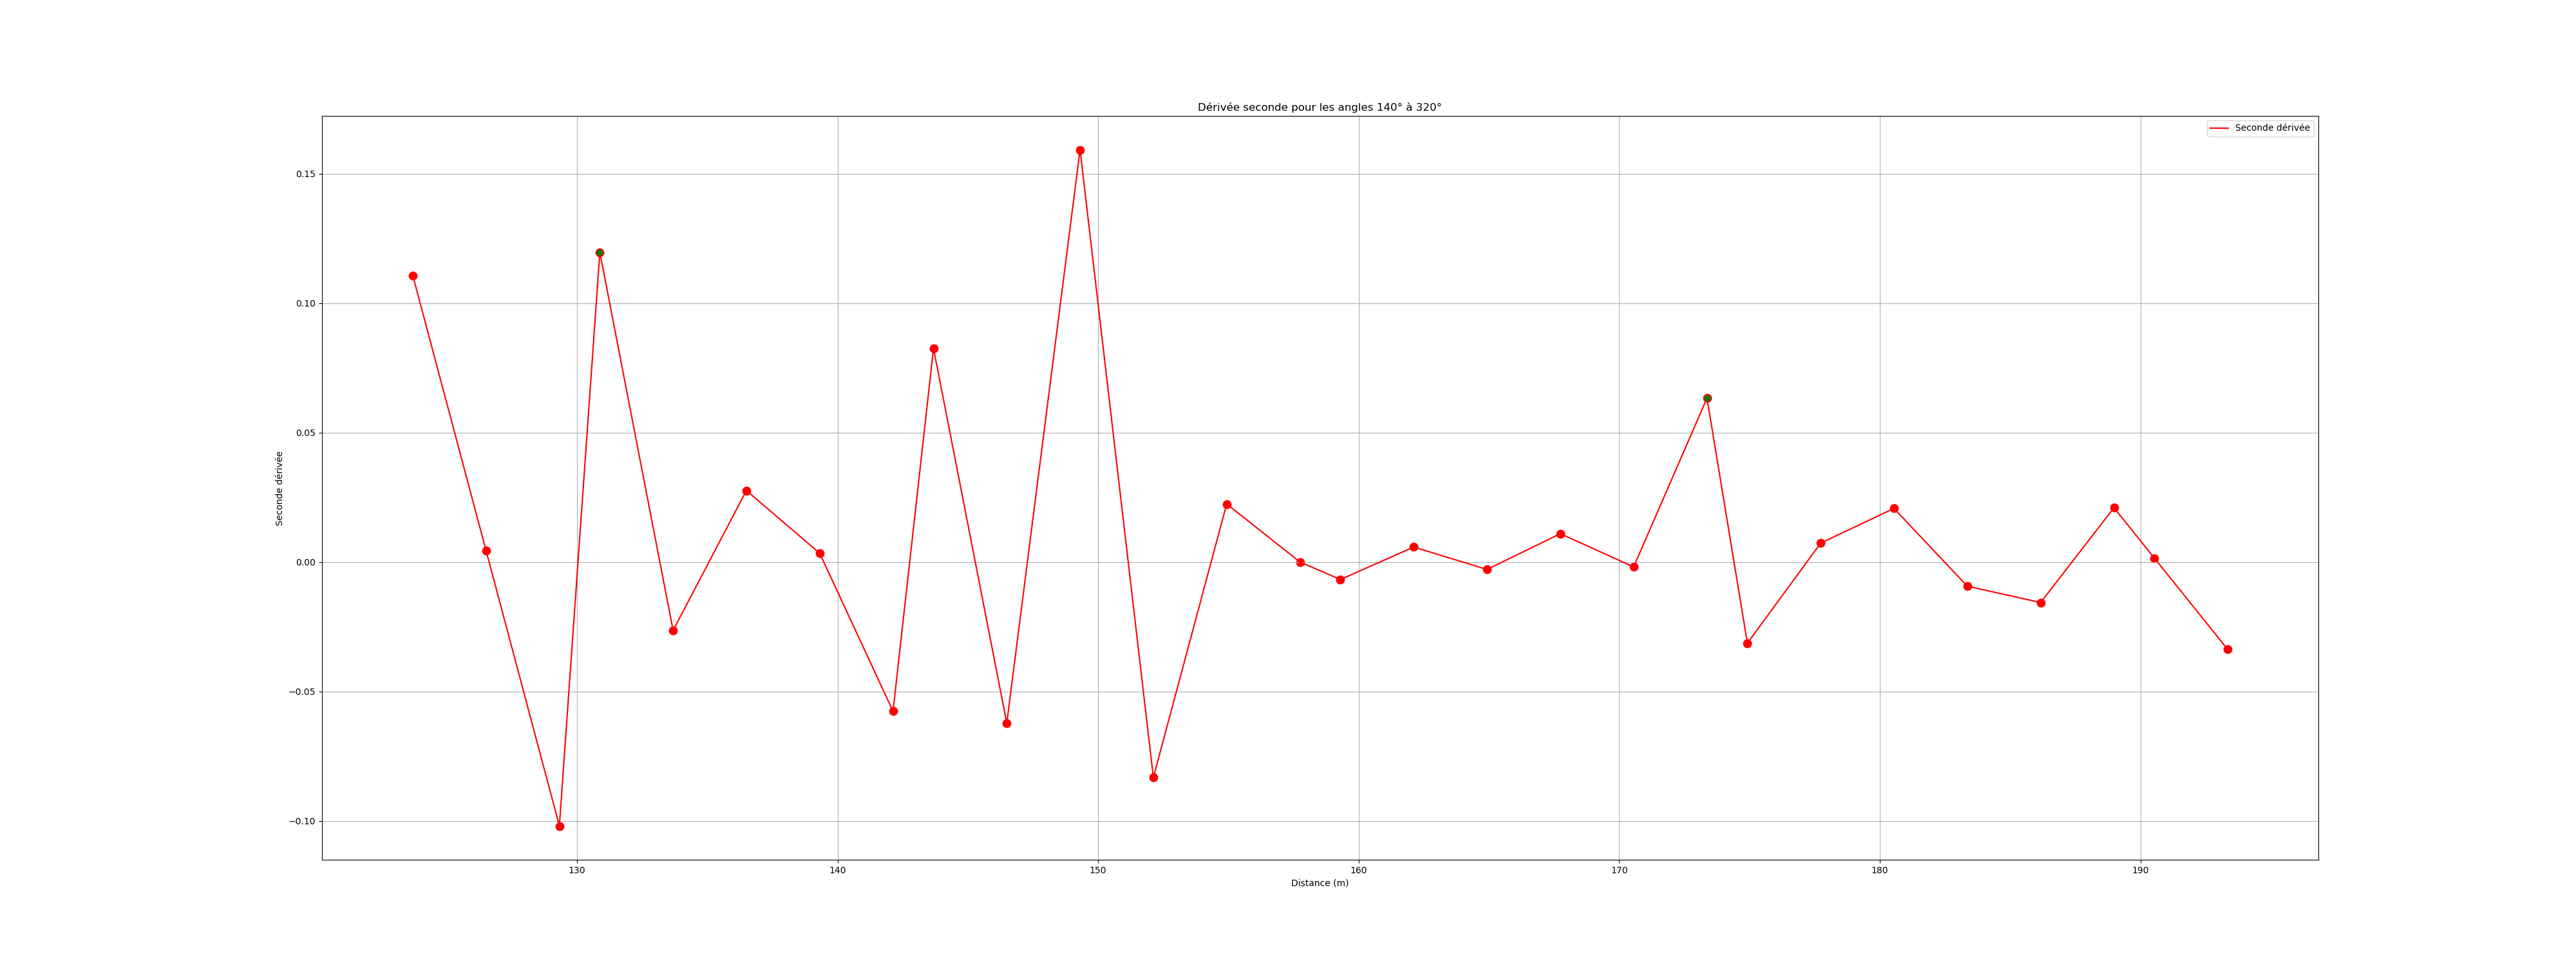 Dérivée seconde pour les angles 140° à 320°
Seconde dérivée
0.15
0.10
0.05
0.00
−0.05
−0.10
Seconde dérivée
130 140 150 160 170 180 190
Distance (m)